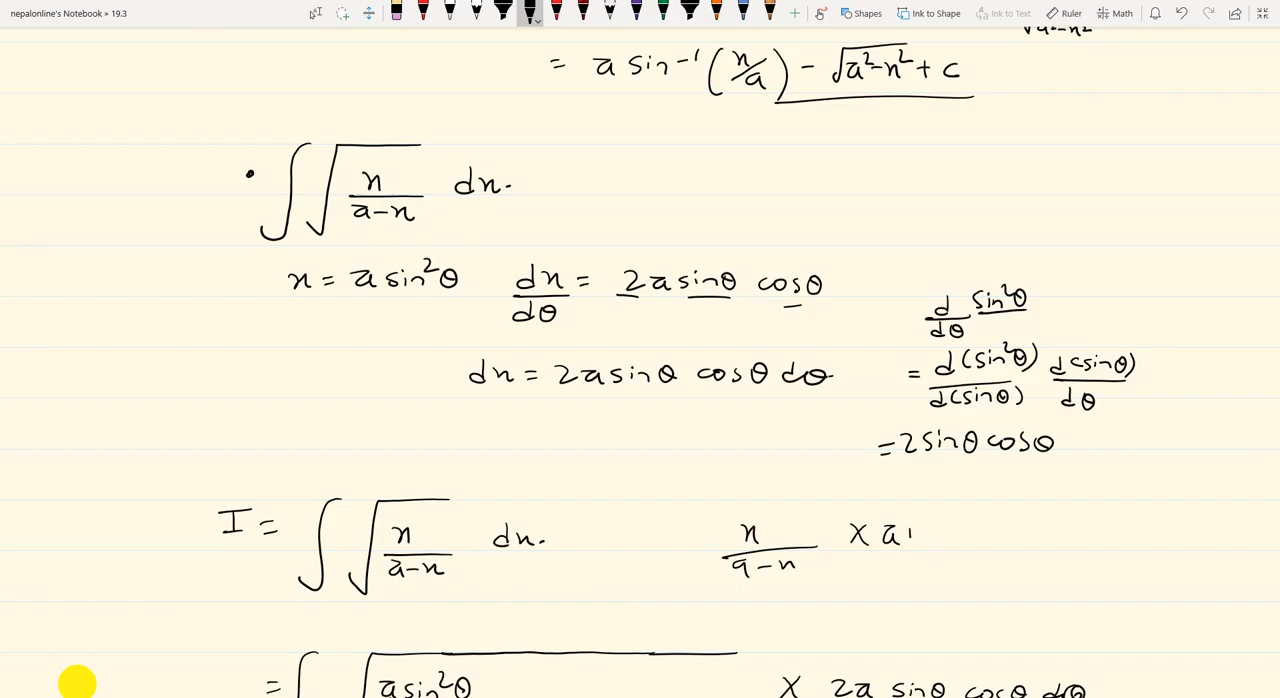 nepalonline's Notebook » 19.3 Shapes Ink to Shape Ink to Text Ruler Math
= a sin⁻¹ (x/a) - √a²-x² + c
• ∫ √x/(a-x) dx.
x = a sin²θ dx/dθ = 2a sinθ cosθ
d/dθ sin²θ
dx = 2a sinθ cosθ dθ = d(sin²θ)/d(sinθ) d(sinθ)/dθ
= 2 sinθ cosθ
I = ∫ √x/(a-x) dx. x/(a-x) × a
= ∫ √a sin²θ × 2a sinθ cosθ dθ